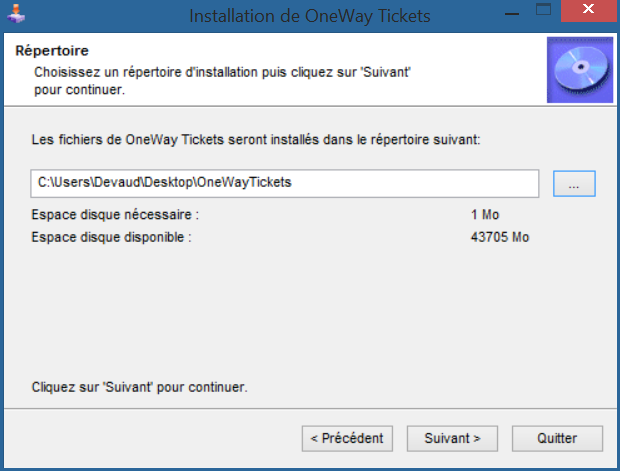 Installation de OneWay Tickets
Répertoire
Choisissez un répertoire d'installation puis cliquez sur 'Suivant'
pour continuer.
Les fichiers de OneWay Tickets seront installés dans le répertoire suivant:
C:\Users\Devaud\Desktop\OneWayTickets
...
Espace disque nécessaire : 1 Mo
Espace disque disponible : 43705 Mo
Cliquez sur 'Suivant' pour continuer.
< Précédent Suivant > Quitter